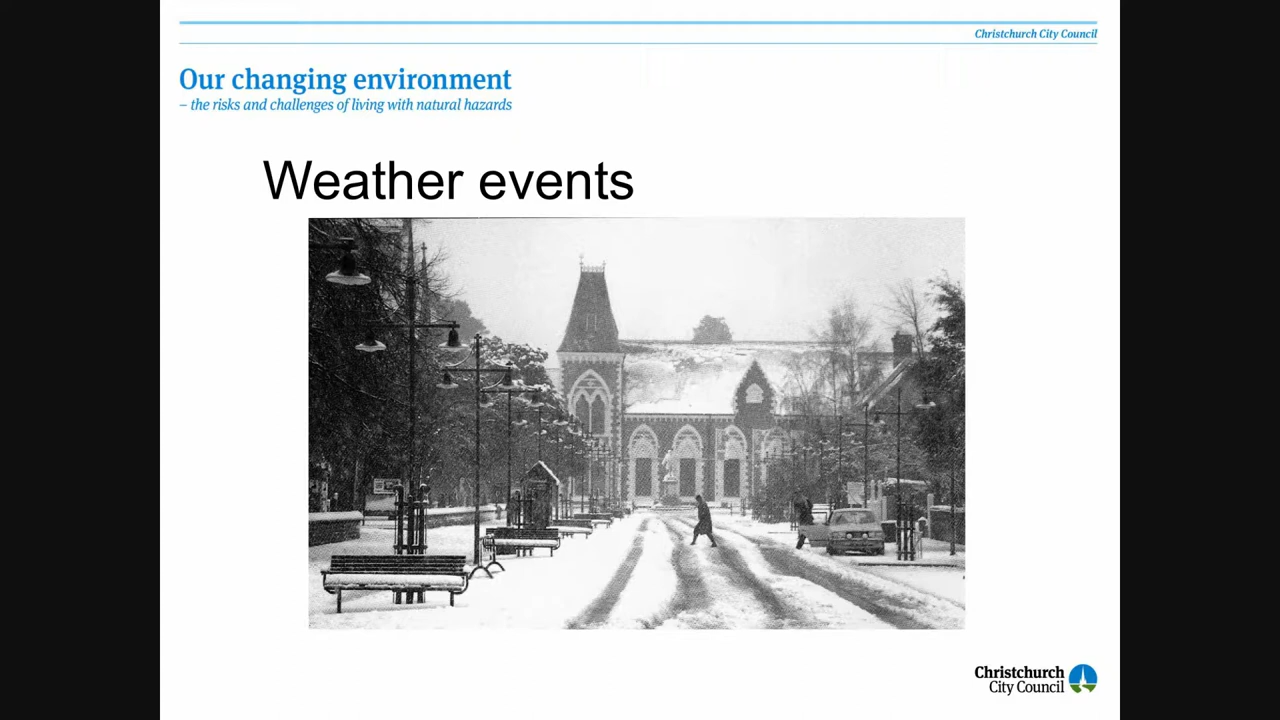 Christchurch City Council
Our changing environment
– the risks and challenges of living with natural hazards
Weather events
Christchurch
City Council